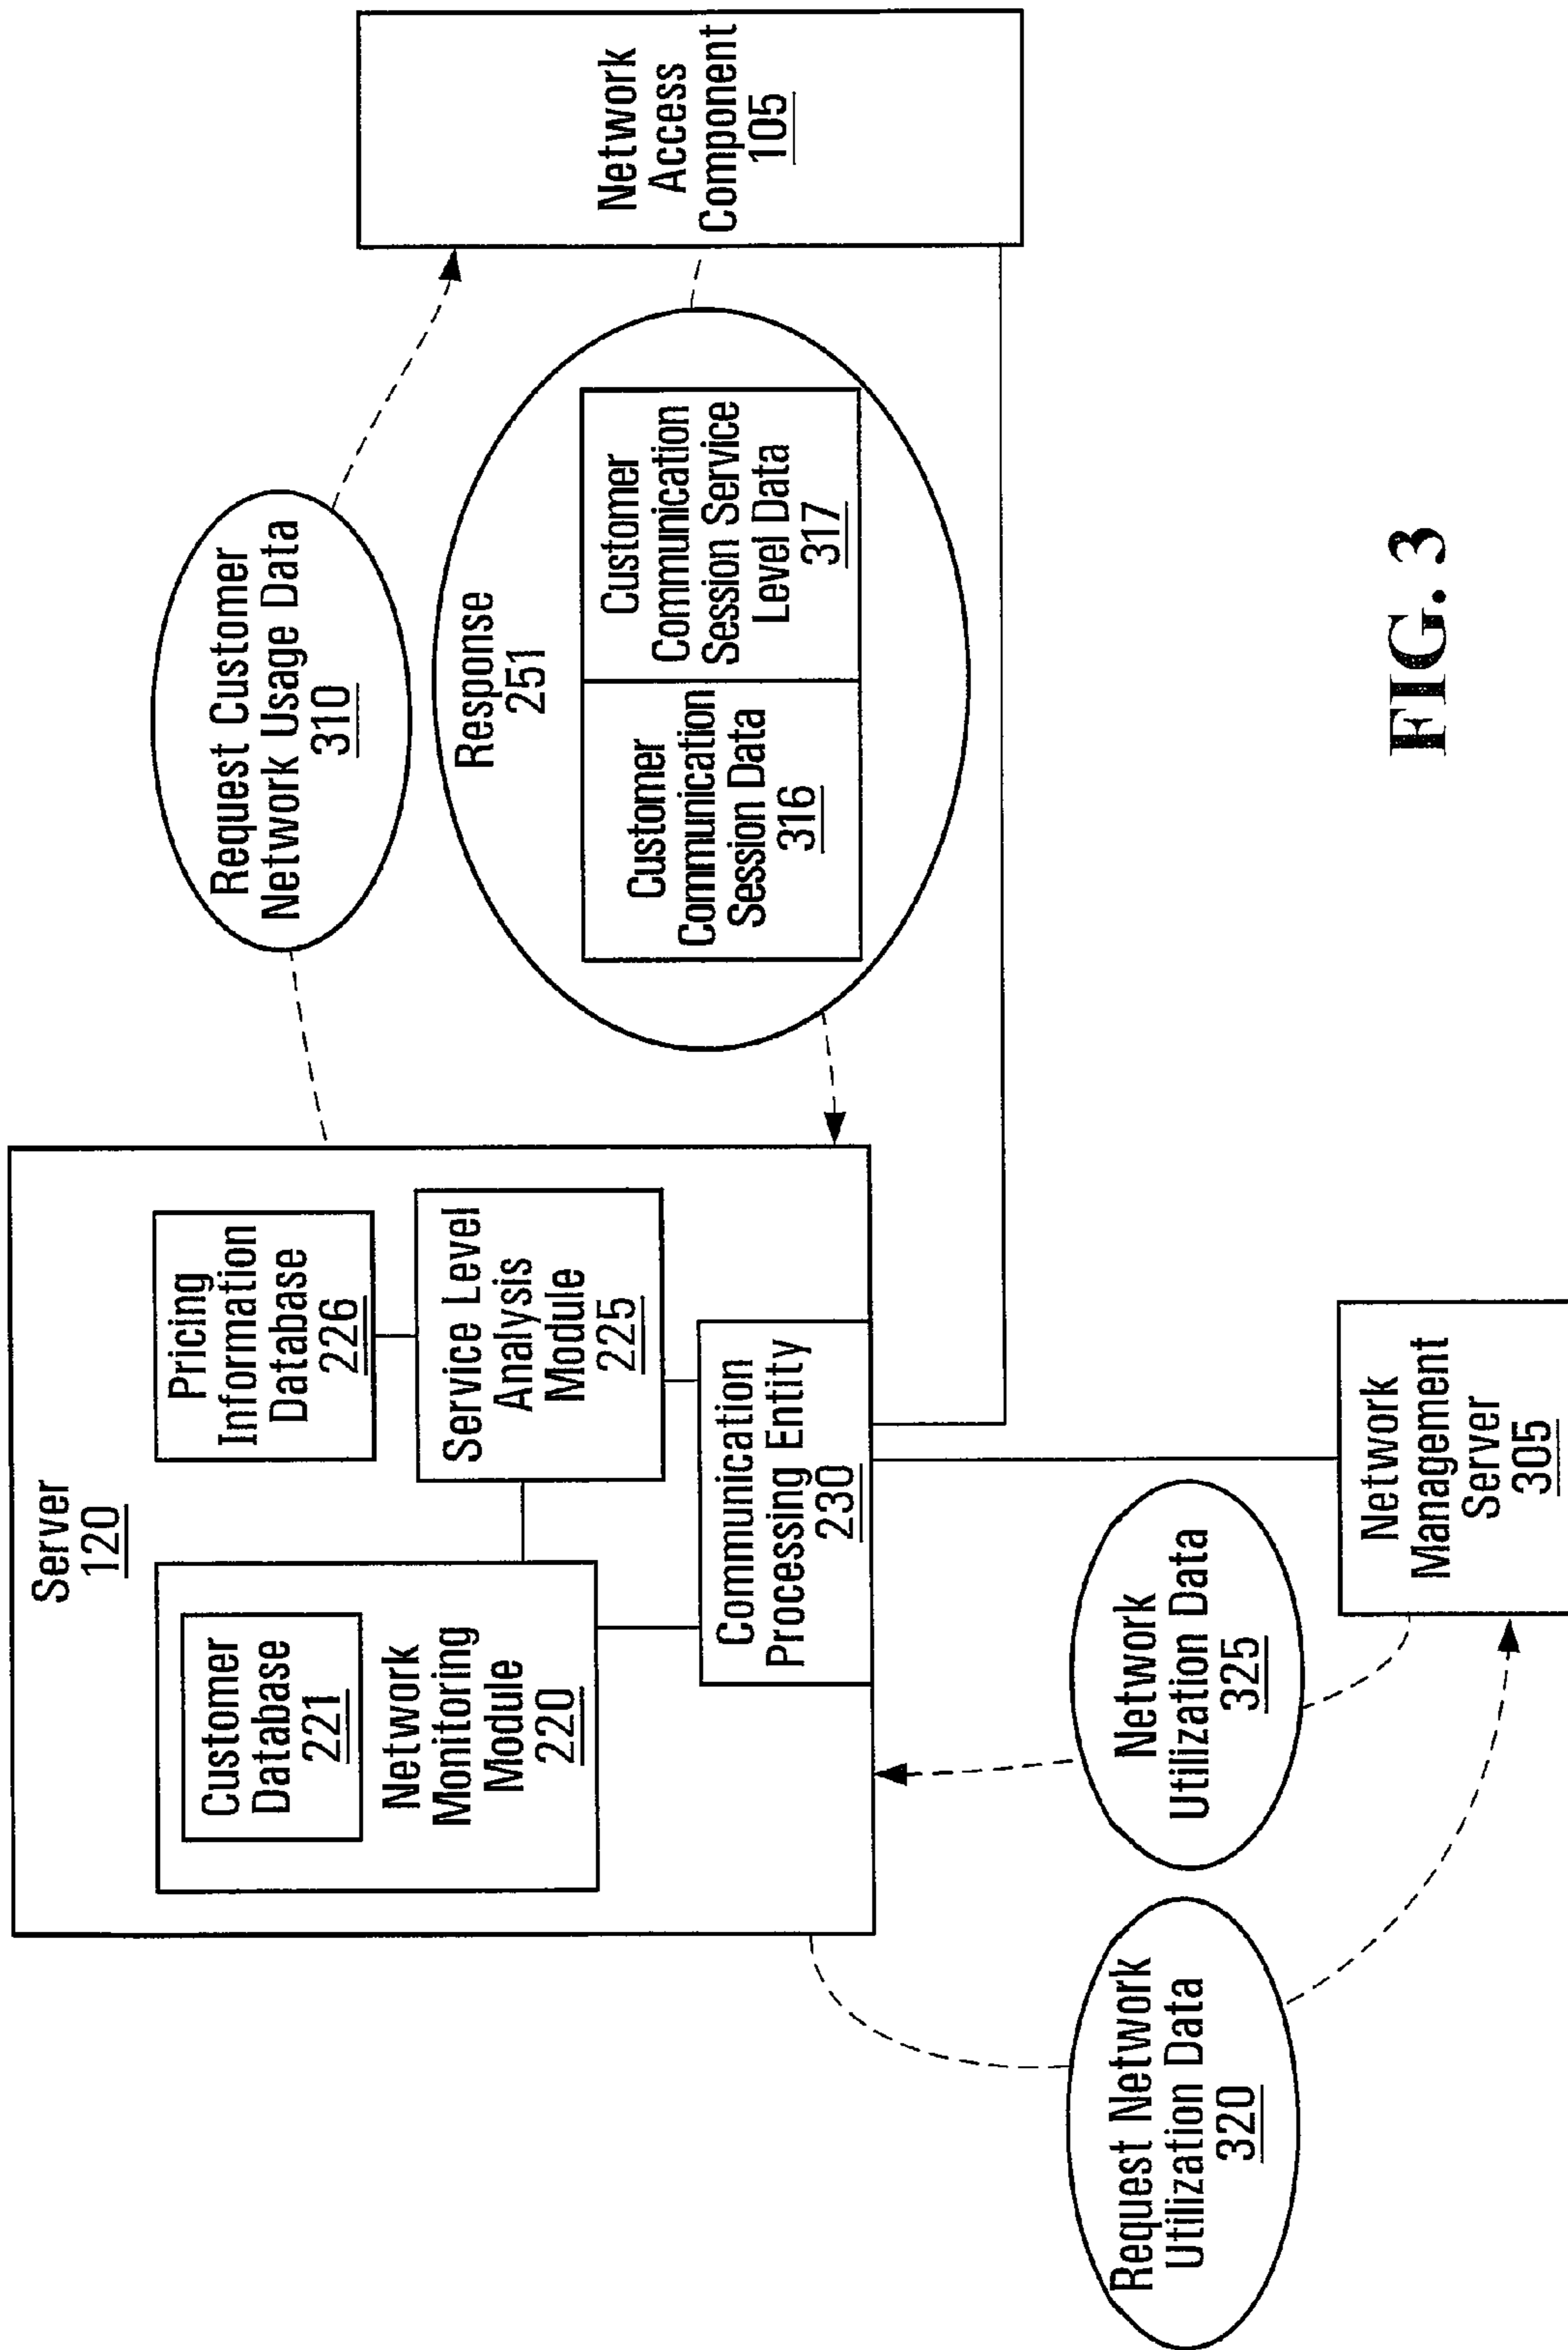 Server
120
Customer
Database
221
Network
Monitoring
Module
220
Pricing
Information
Database
226
Service Level
Analysis
Module
225
Communication
Processing Entity
230
Request Customer
Network Usage Data
310
Response
251
Customer
Communication
Session Data
316
Customer
Communication
Session Service
Level Data
317
Network
Access
Component
105
Request Network
Utilization Data
320
Network
Utilization Data
325
Network
Management
Server
305
FIG. 3